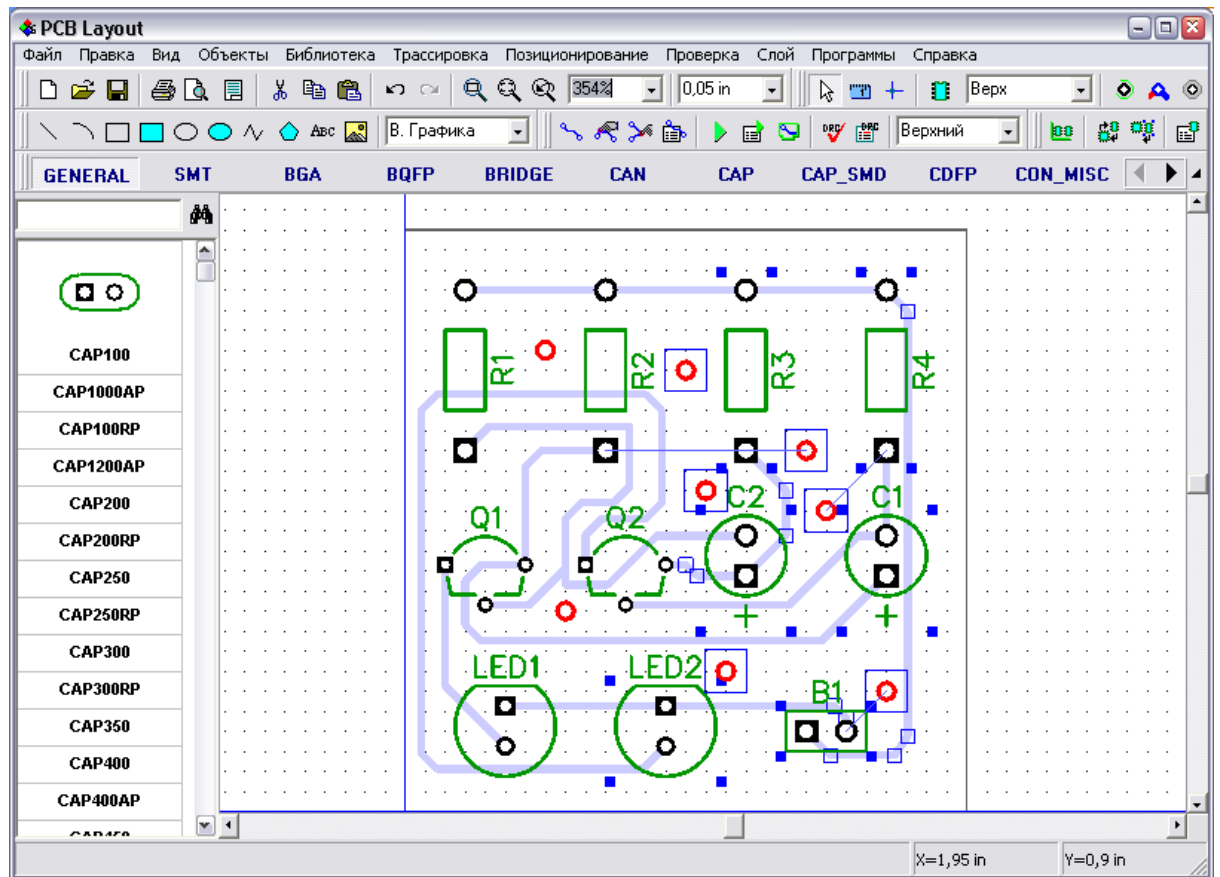 PCB Layout
Файл Правка Вид Объекты Библиотека Трассировка Позиционирование Проверка Слой Программы Справка
354% 0,05 in Верх
ABC В. Графика DRC DRC Верхний
GENERAL SMT BGA BQFP BRIDGE CAN CAP CAP_SMD CDFP CON_MISC
CAP100
CAP1000AP
CAP100RP
CAP1200AP
CAP200
CAP200RP
CAP250
CAP250RP
CAP300
CAP300RP
CAP350
CAP400
CAP400AP
R1 R2 R3 R4
Q1 Q2 C2 C1
+ +
LED1 LED2 B1
X=1,95 in Y=0,9 in